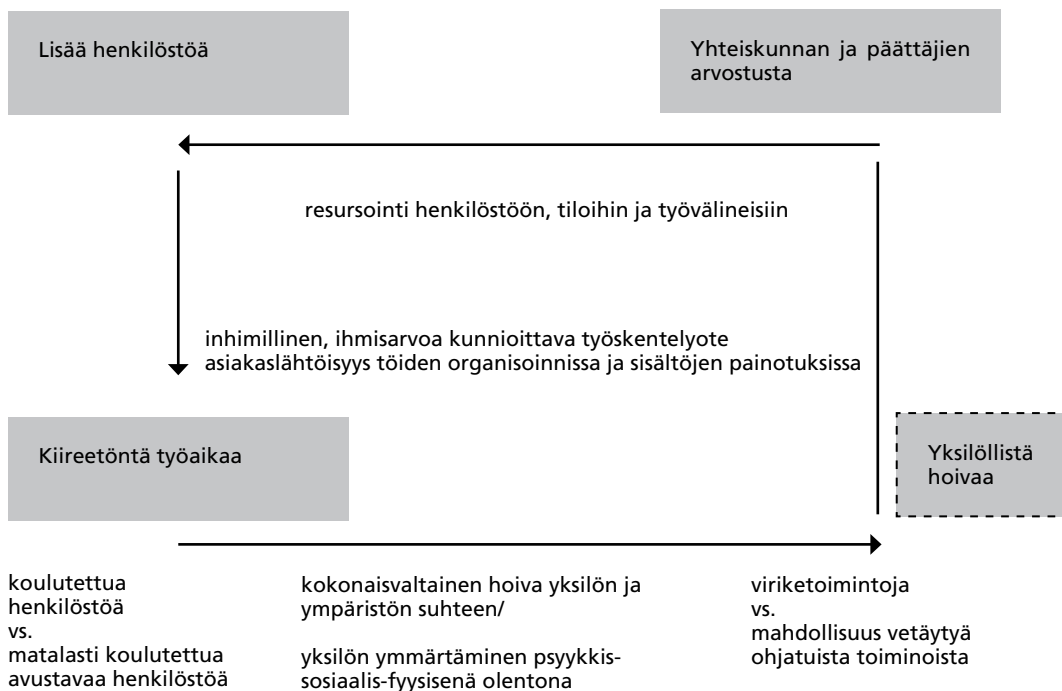 Lisää henkilöstöä
Yhteiskunnan ja päättäjien
arvostusta
resursointi henkilöstöön, tiloihin ja työvälineisiin
inhimillinen, ihmisarvoa kunnioittava työskentelyote
asiakaslähtöisyys töiden organisoinnissa ja sisältöjen painotuksissa
Kiireetöntä työaikaa
Yksilöllistä
hoivaa
koulutettua
henkilöstöä
vs.
matalasti koulutettua
avustavaa henkilöstöä
kokonaisvaltainen hoiva yksilön ja
ympäristön suhteen/
yksilön ymmärtäminen psyykkis-
sosiaalis-fyysisenä olentona
viriketoimintoja
vs.
mahdollisuus vetäytyä
ohjatuista toiminoista